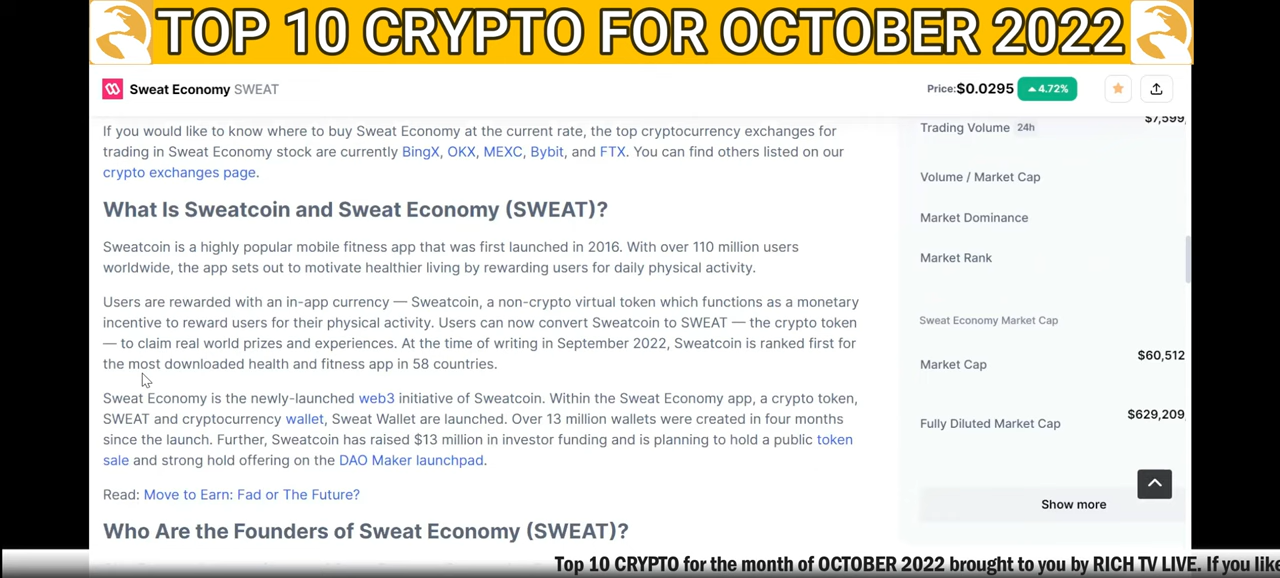 TOP 10 CRYPTO FOR OCTOBER 2022
Sweat Economy SWEAT
Price:$0.0295 4.72%
If you would like to know where to buy Sweat Economy at the current rate, the top cryptocurrency exchanges for
trading in Sweat Economy stock are currently BingX, OKX, MEXC, Bybit, and FTX. You can find others listed on our
crypto exchanges page.
What Is Sweatcoin and Sweat Economy (SWEAT)?
Sweatcoin is a highly popular mobile fitness app that was first launched in 2016. With over 110 million users
worldwide, the app sets out to motivate healthier living by rewarding users for daily physical activity.
Users are rewarded with an in-app currency — Sweatcoin, a non-crypto virtual token which functions as a monetary
incentive to reward users for their physical activity. Users can now convert Sweatcoin to SWEAT — the crypto token
— to claim real world prizes and experiences. At the time of writing in September 2022, Sweatcoin is ranked first for
the most downloaded health and fitness app in 58 countries.
Sweat Economy is the newly-launched web3 initiative of Sweatcoin. Within the Sweat Economy app, a crypto token,
SWEAT and cryptocurrency wallet, Sweat Wallet are launched. Over 13 million wallets were created in four months
since the launch. Further, Sweatcoin has raised $13 million in investor funding and is planning to hold a public token
sale and strong hold offering on the DAO Maker launchpad.
Read: Move to Earn: Fad or The Future?
Who Are the Founders of Sweat Economy (SWEAT)?
$7,599,
Trading Volume 24h
Volume / Market Cap
Market Dominance
Market Rank
Sweat Economy Market Cap
Market Cap $60,512
Fully Diluted Market Cap $629,209
Show more
Top 10 CRYPTO for the month of OCTOBER 2022 brought to you by RICH TV LIVE. If you like